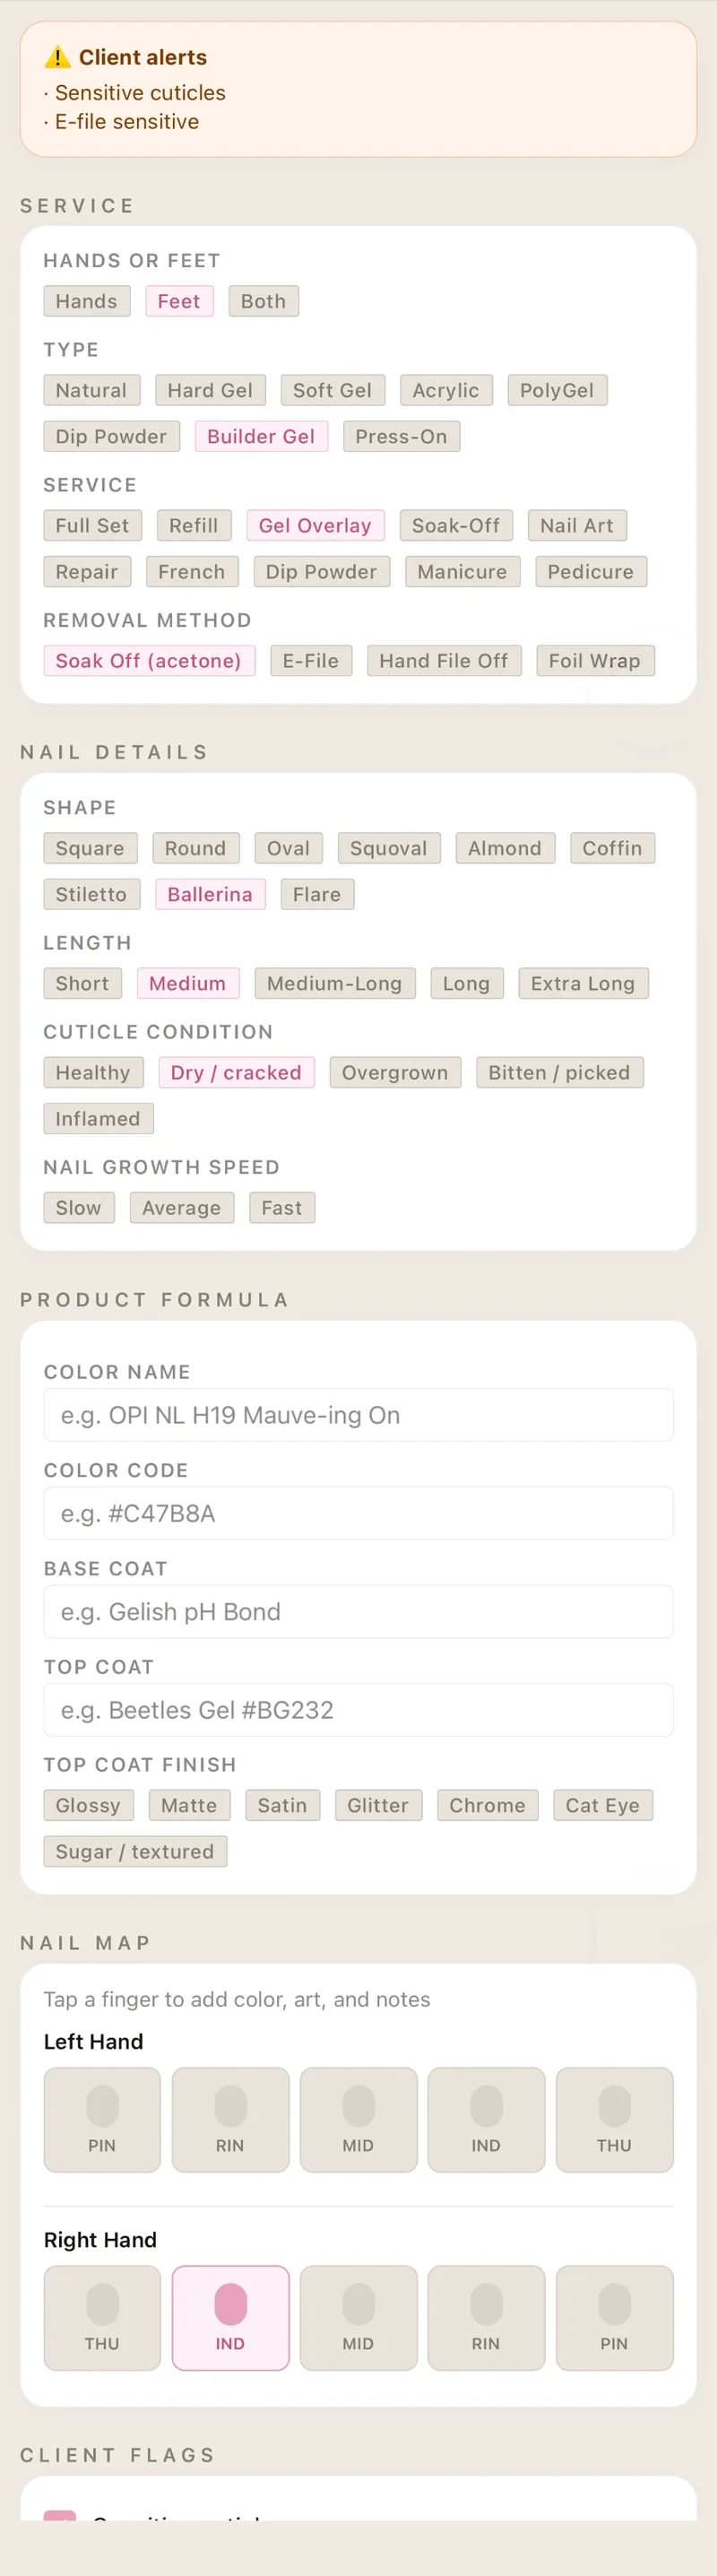 ⚠️ Client alerts
· Sensitive cuticles
· E-file sensitive
SERVICE
HANDS OR FEET
Hands Feet Both
TYPE
Natural Hard Gel Soft Gel Acrylic PolyGel
Dip Powder Builder Gel Press-On
SERVICE
Full Set Refill Gel Overlay Soak-Off Nail Art
Repair French Dip Powder Manicure Pedicure
REMOVAL METHOD
Soak Off (acetone) E-File Hand File Off Foil Wrap
NAIL DETAILS
SHAPE
Square Round Oval Squoval Almond Coffin
Stiletto Ballerina Flare
LENGTH
Short Medium Medium-Long Long Extra Long
CUTICLE CONDITION
Healthy Dry / cracked Overgrown Bitten / picked
Inflamed
NAIL GROWTH SPEED
Slow Average Fast
PRODUCT FORMULA
COLOR NAME
e.g. OPI NL H19 Mauve-ing On
COLOR CODE
e.g. #C47B8A
BASE COAT
e.g. Gelish pH Bond
TOP COAT
e.g. Beetles Gel #BG232
TOP COAT FINISH
Glossy Matte Satin Glitter Chrome Cat Eye
Sugar / textured
NAIL MAP
Tap a finger to add color, art, and notes
Left Hand
PIN RIN MID IND THU
Right Hand
THU IND MID RIN PIN
CLIENT FLAGS